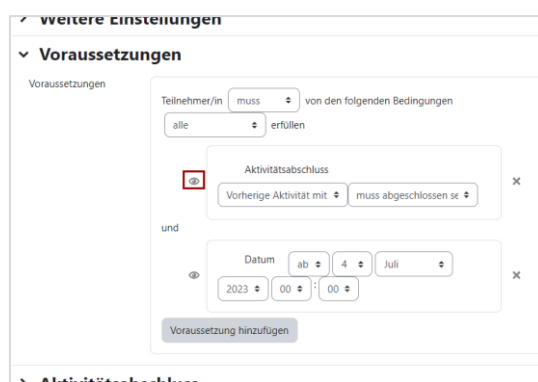 Weitere Einstellungen
Voraussetzungen
Voraussetzungen
Teilnehmer/in muss von den folgenden Bedingungen
alle erfüllen
Aktivitätsabschluss
Vorherige Aktivität mit muss abgeschlossen se
und
Datum ab 4 Juli
2023 00 : 00
Voraussetzung hinzufügen
Aktivitätsabschluss